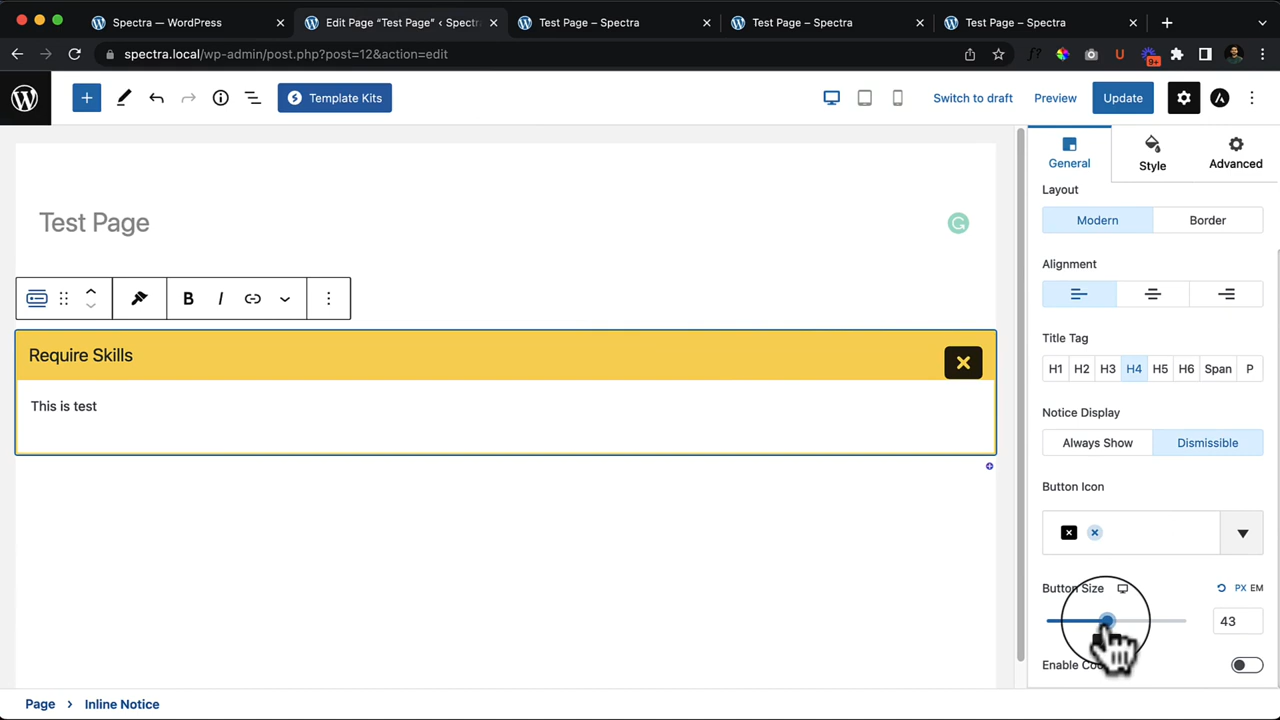 Spectra — WordPress
Edit Page “Test Page” ‹ Spectr
Test Page – Spectra
Test Page – Spectra
Test Page – Spectra
spectra.local/wp-admin/post.php?post=12&action=edit
f?
U
9+
Template Kits
Switch to draft
Preview
Update
General
Style
Advanced
Test Page
B I
Require Skills
This is test
Layout
Modern
Border
Alignment
Title Tag
H1 H2 H3 H4 H5 H6 Span P
Notice Display
Always Show
Dismissible
Button Icon
Button Size
PX EM
43
Enable
Page > Inline Notice